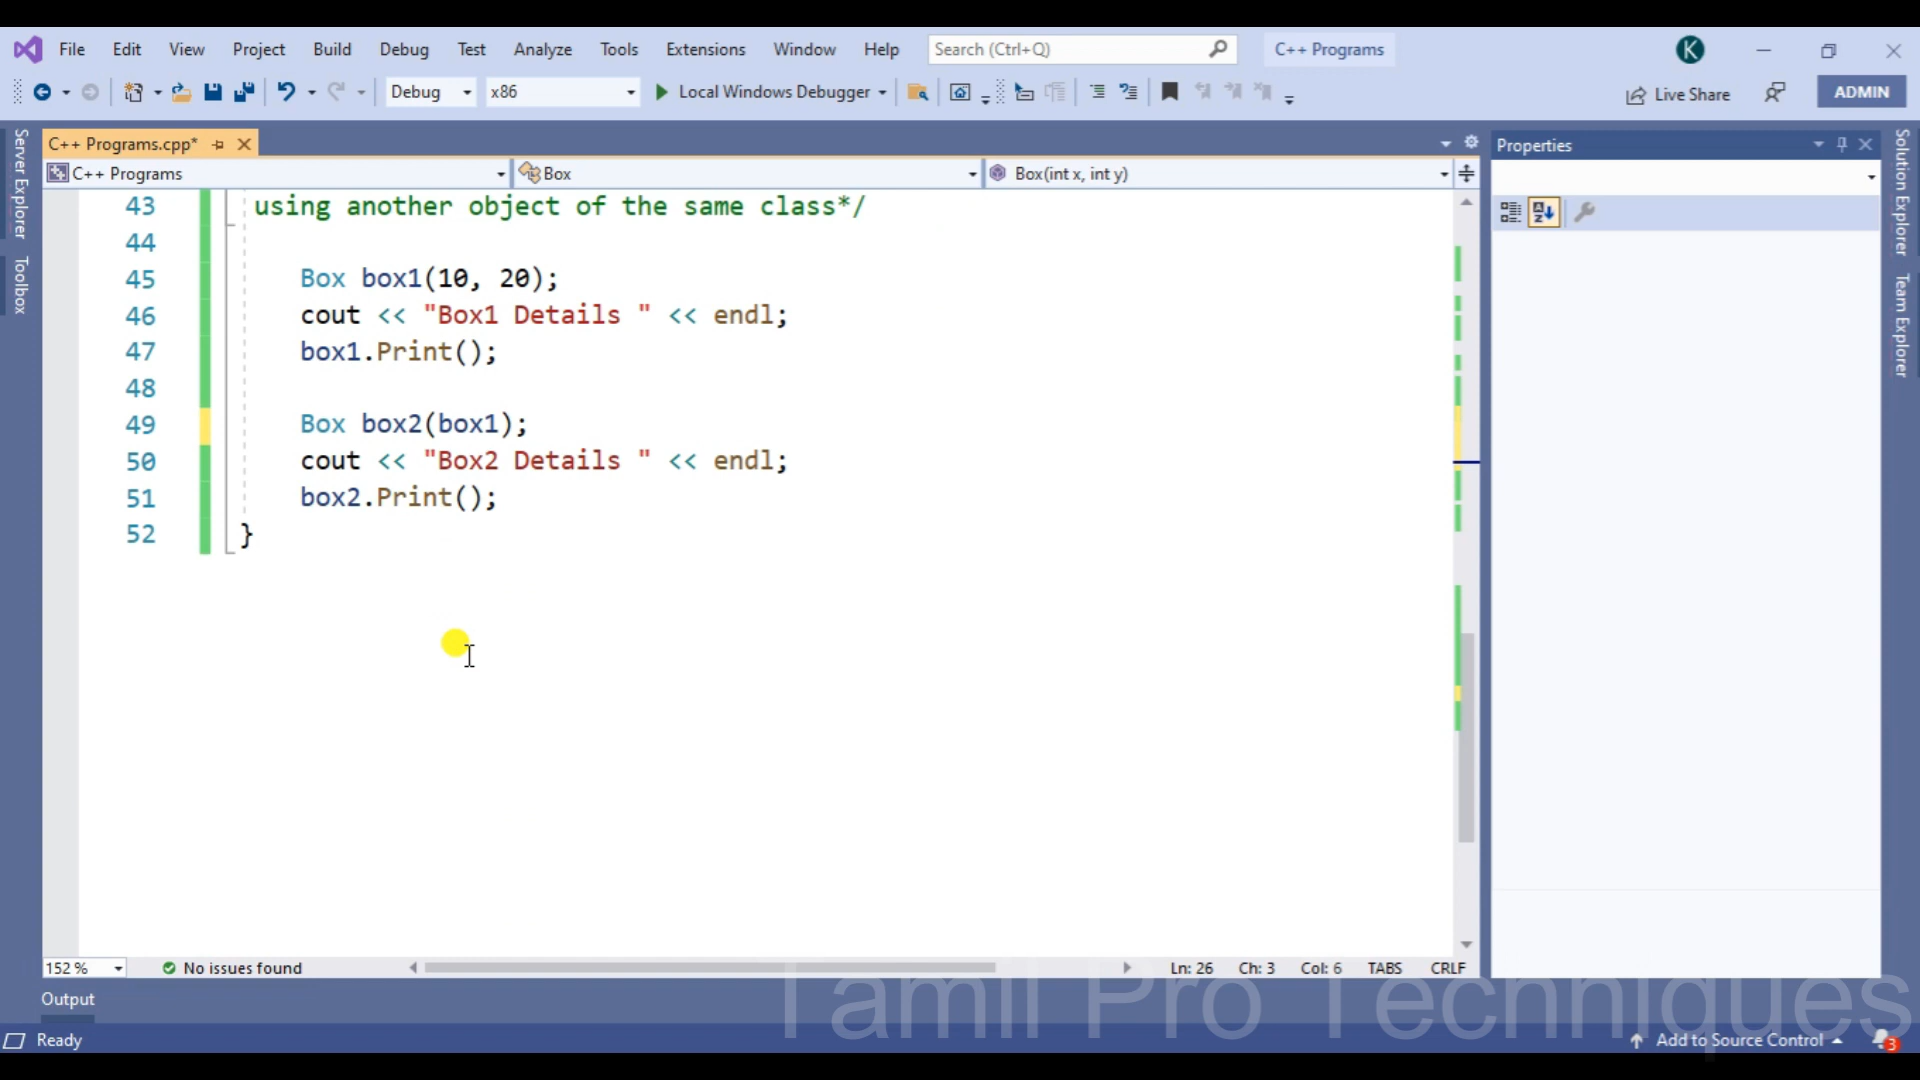 File Edit View Project Build Debug Test Analyze Tools Extensions Window Help Search (Ctrl+Q) C++ Programs K
Debug x86 Local Windows Debugger Live Share ADMIN
C++ Programs.cpp* Properties
C++ Programs Box Box(int x, int y)
Server Explorer
Toolbox
Solution Explorer
Team Explorer
43 using another object of the same class*/
44
45 Box box1(10, 20);
46 cout << "Box1 Details " << endl;
47 box1.Print();
48
49 Box box2(box1);
50 cout << "Box2 Details " << endl;
51 box2.Print();
52 }
152 % No issues found Ln: 26 Ch: 3 Col: 6 TABS CRLF
Output
Tamil Pro Techniques
Ready Add to Source Control 3